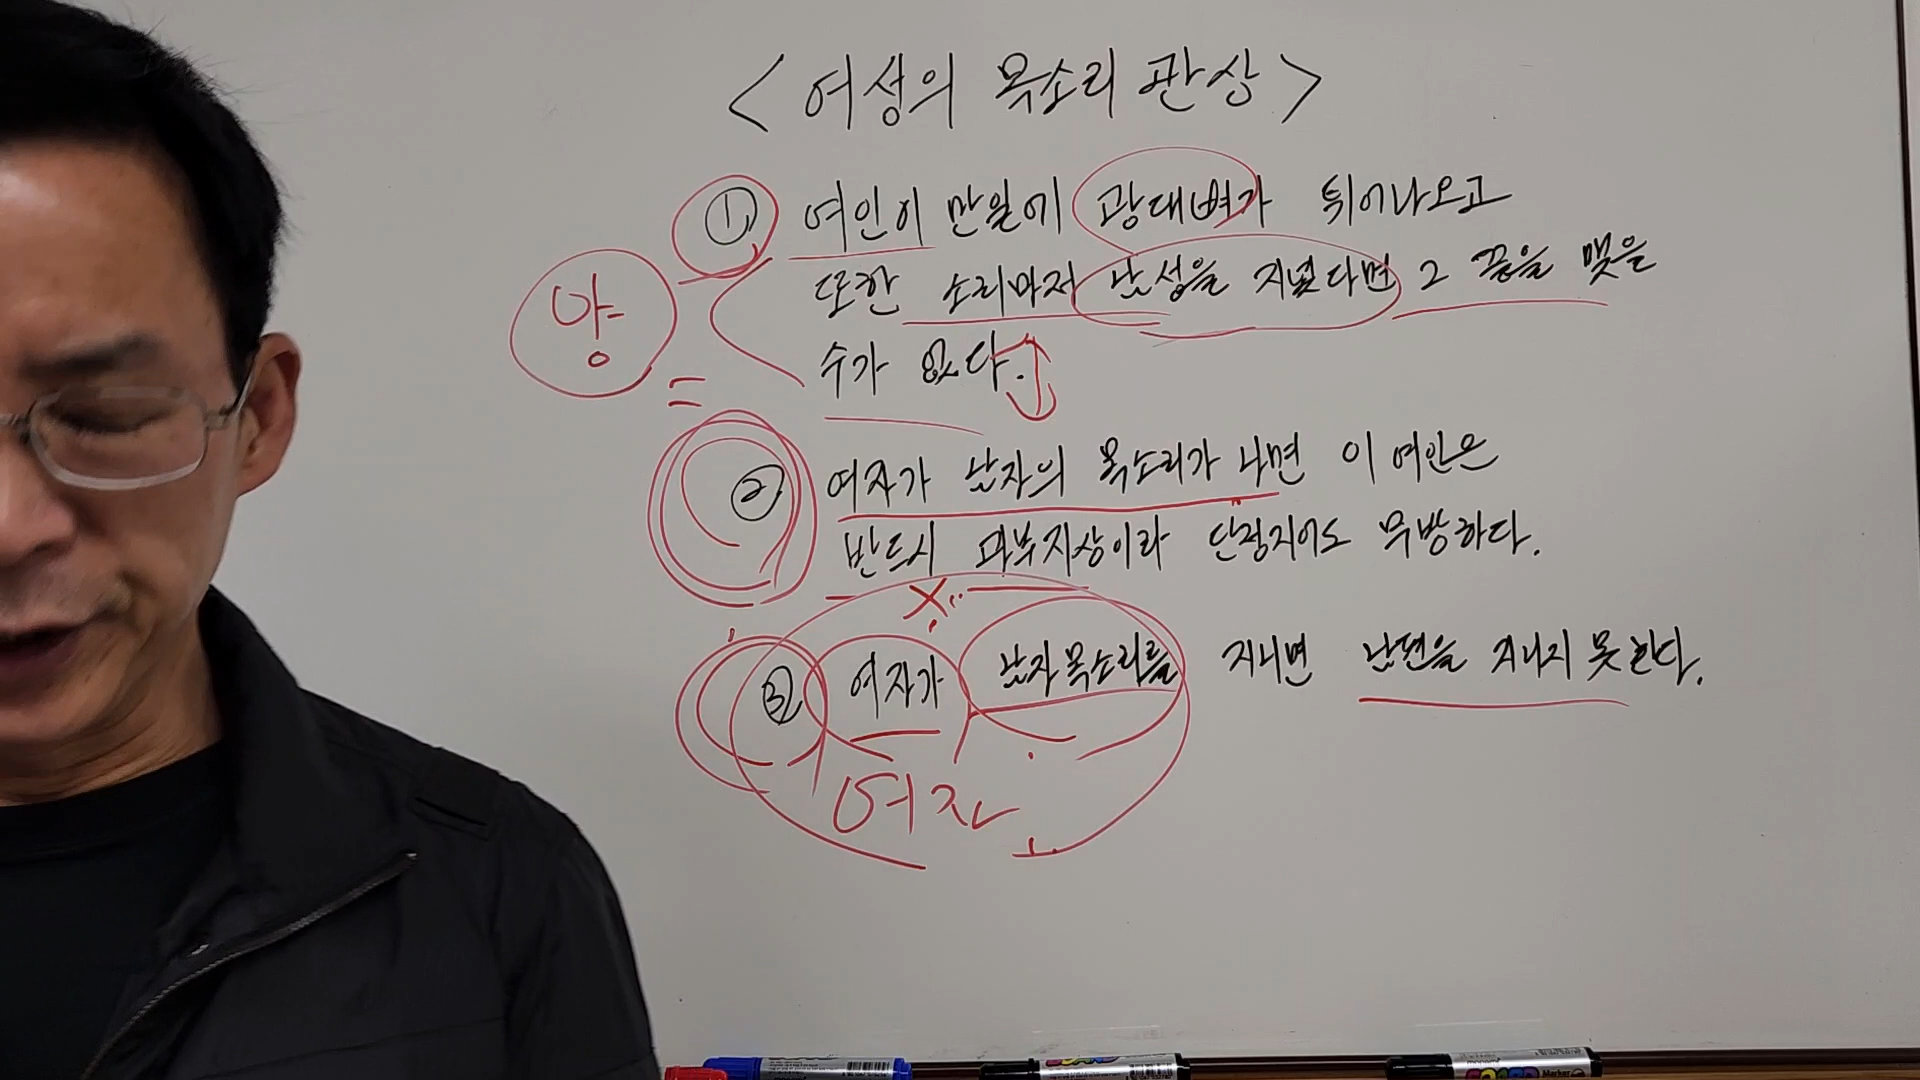 < 여성의 목소리 관상 >
① 여인이 만일에 광대뼈가 튀어나오고
또한 소리마저 남성을 지녔다면 그 끝을 맺을
수가 없다.
양
② 여자가 남자의 목소리가 나면 이 여인은
반드시 과부지상이라 단정지어도 무방하다.
③ 여자가 남자목소리를 지니면 남편을 지니지 못한다.
여자